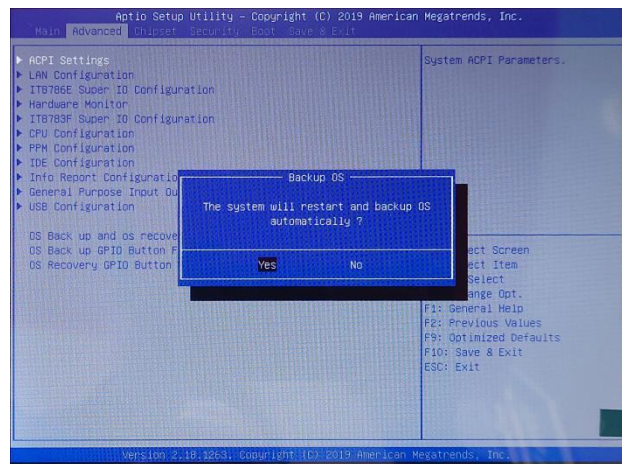 Aptio Setup Utility – Copyright (C) 2019 American Megatrends, Inc.
Main Advanced Chipset Security Boot Save & Exit
ACPI Settings
LAN Configuration
IT8786E Super IO Configuration
Hardware Monitor
IT8783F Super IO Configuration
CPU Configuration
PPM Configuration
IDE Configuration
Info Report Configuratio
General Purpose Input Ou
USB Configuration
OS Back up and os recove
OS Back up GPIO Button F
OS Recovery GPIO Button
System ACPI Parameters.
Backup OS
The system will restart and backup OS
automatically ?
Yes No
ect Screen
ect Item
Select
ange Opt.
F1: General Help
F2: Previous Values
F9: Optimized Defaults
F10: Save & Exit
ESC: Exit
Version 2.18.1263. Copyright (C) 2019 American Megatrends, Inc.